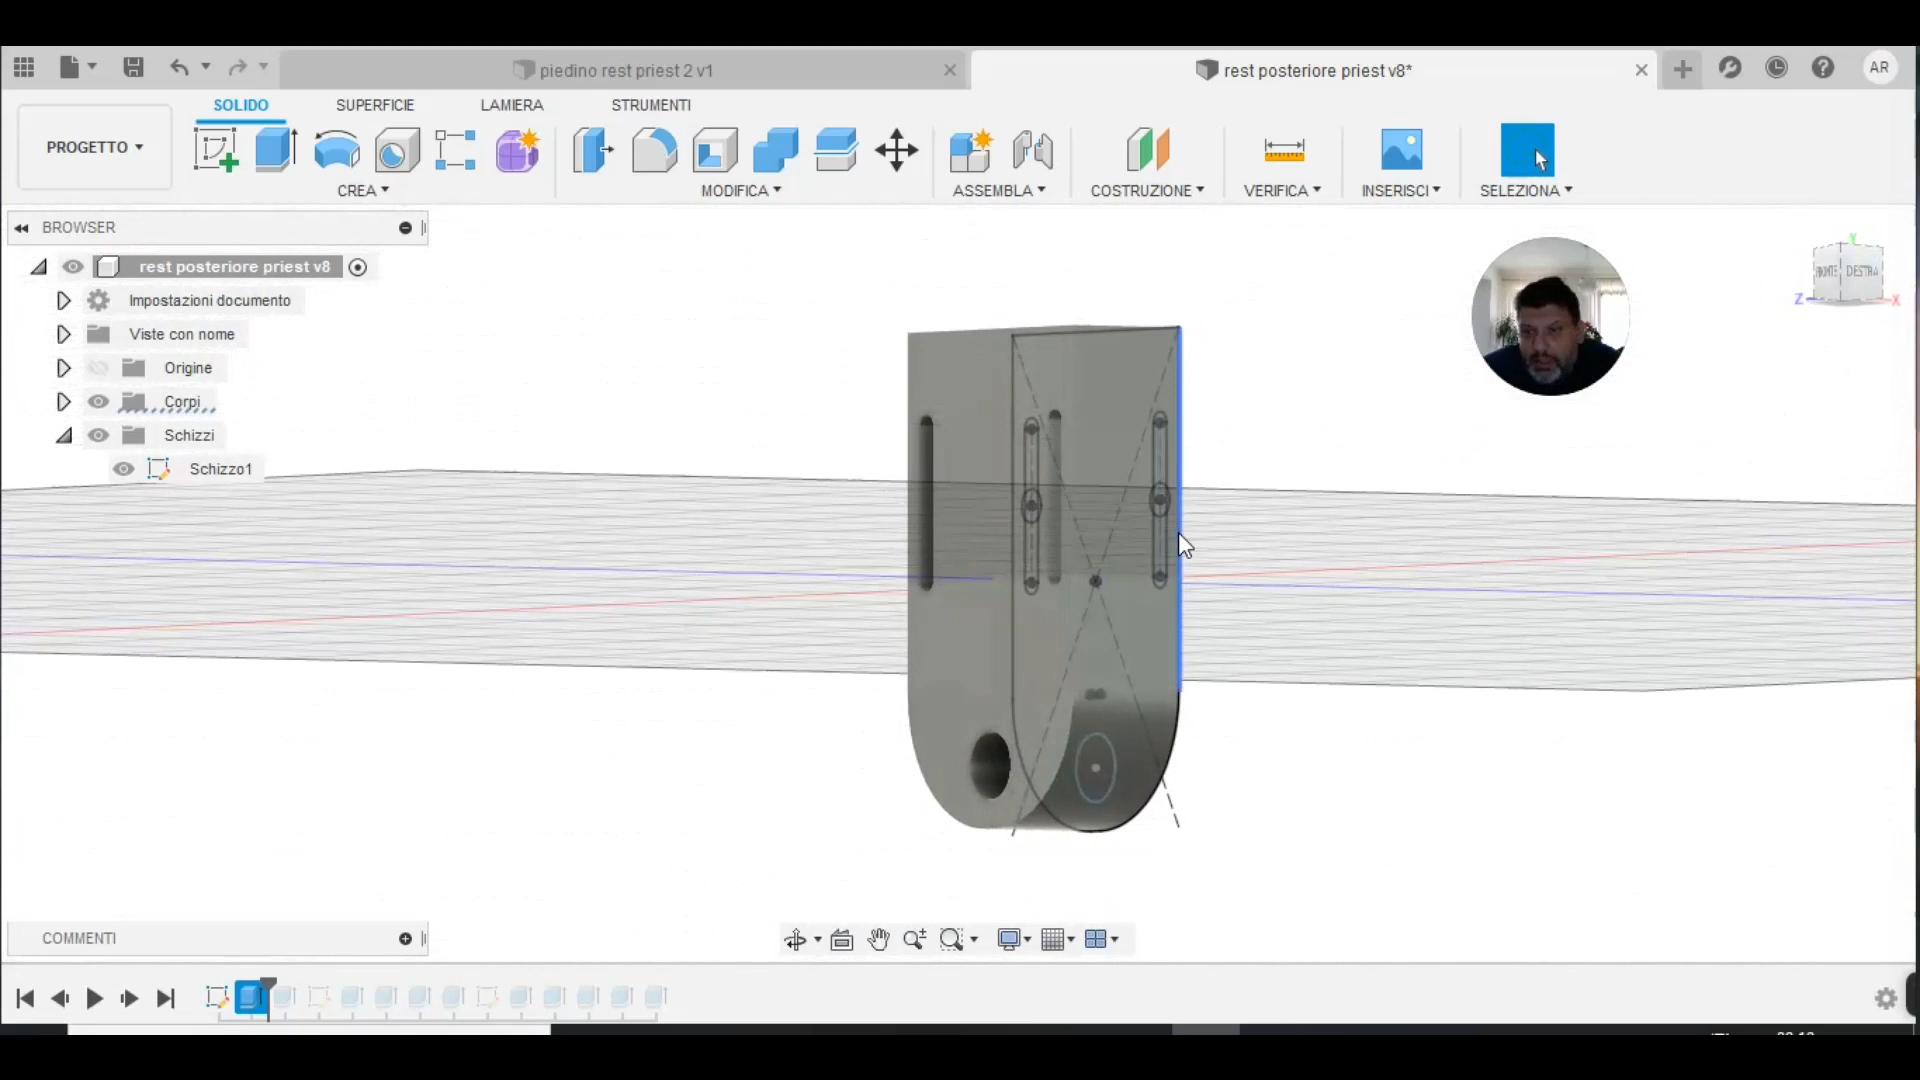 piedino rest priest 2 v1
rest posteriore priest v8*
AR
SOLIDO
SUPERFICIE
LAMIERA
STRUMENTI
PROGETTO
CREA
MODIFICA
ASSEMBLA
COSTRUZIONE
VERIFICA
INSERISCI
SELEZIONA
BROWSER
rest posteriore priest v8
Impostazioni documento
Viste con nome
Origine
Corpi
Schizzi
Schizzo1
Y
DESTRA
Z
X
COMMENTI